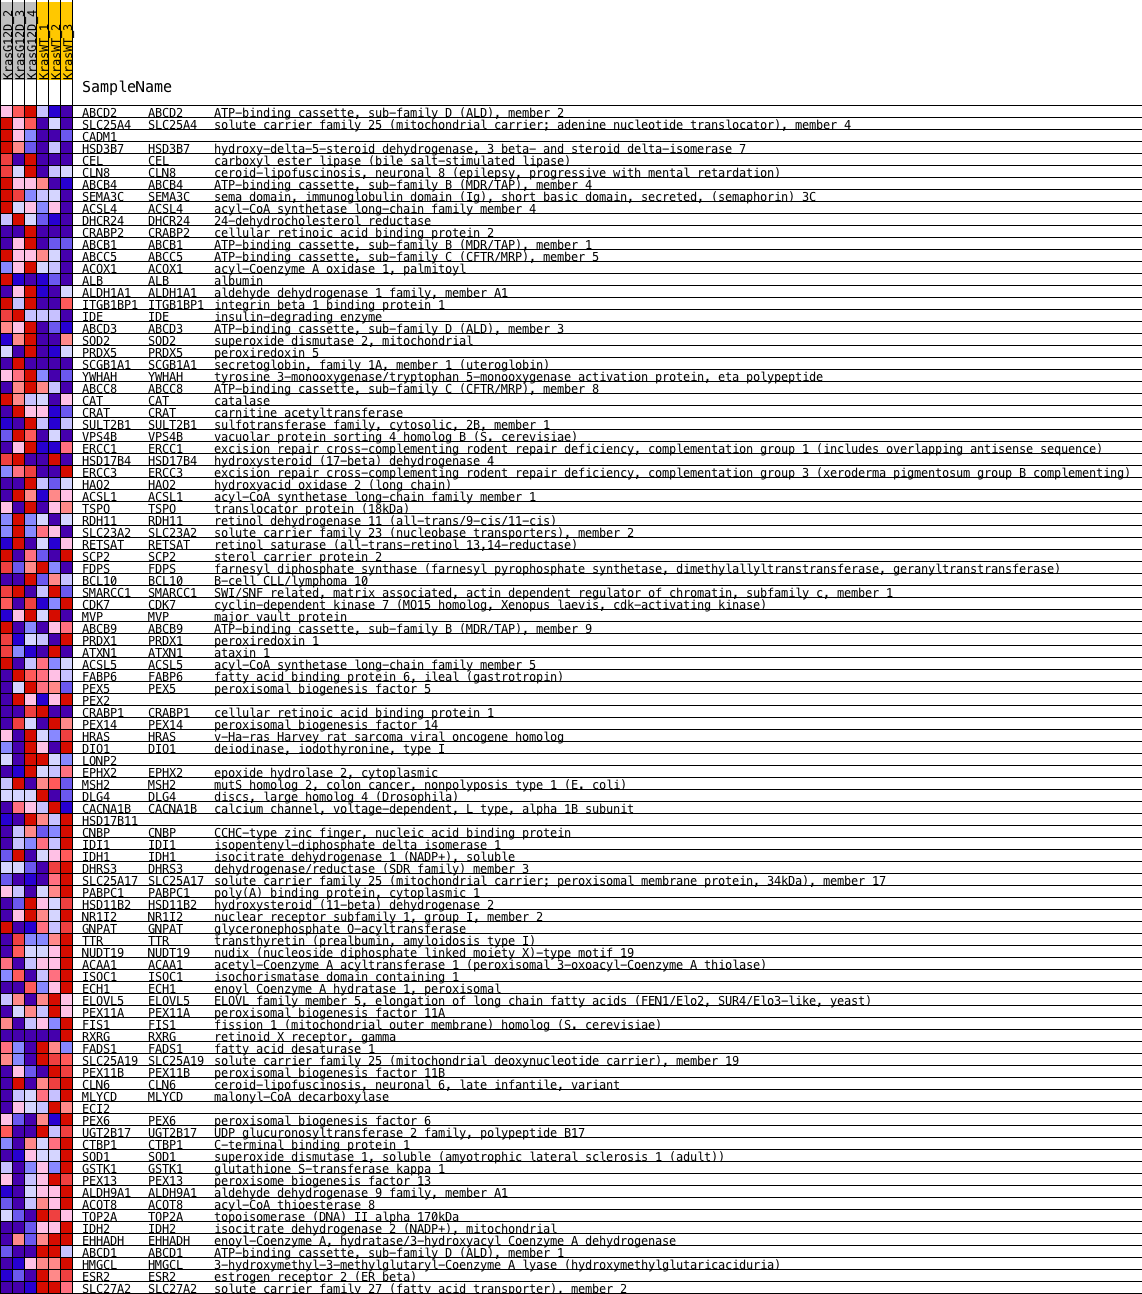 KrasG12D_2
KrasG12D_3
KrasG12D_4
KrasWT_1
KrasWT_2
KrasWT_3
SampleName
ABCD2 ABCD2 ATP-binding cassette, sub-family D (ALD), member 2
SLC25A4 SLC25A4 solute carrier family 25 (mitochondrial carrier; adenine nucleotide translocator), member 4
CADM1
HSD3B7 HSD3B7 hydroxy-delta-5-steroid dehydrogenase, 3 beta- and steroid delta-isomerase 7
CEL CEL carboxyl ester lipase (bile salt-stimulated lipase)
CLN8 CLN8 ceroid-lipofuscinosis, neuronal 8 (epilepsy, progressive with mental retardation)
ABCB4 ABCB4 ATP-binding cassette, sub-family B (MDR/TAP), member 4
SEMA3C SEMA3C sema domain, immunoglobulin domain (Ig), short basic domain, secreted, (semaphorin) 3C
ACSL4 ACSL4 acyl-CoA synthetase long-chain family member 4
DHCR24 DHCR24 24-dehydrocholesterol reductase
CRABP2 CRABP2 cellular retinoic acid binding protein 2
ABCB1 ABCB1 ATP-binding cassette, sub-family B (MDR/TAP), member 1
ABCC5 ABCC5 ATP-binding cassette, sub-family C (CFTR/MRP), member 5
ACOX1 ACOX1 acyl-Coenzyme A oxidase 1, palmitoyl
ALB ALB albumin
ALDH1A1 ALDH1A1 aldehyde dehydrogenase 1 family, member A1
ITGB1BP1 ITGB1BP1 integrin beta 1 binding protein 1
IDE IDE insulin-degrading enzyme
ABCD3 ABCD3 ATP-binding cassette, sub-family D (ALD), member 3
SOD2 SOD2 superoxide dismutase 2, mitochondrial
PRDX5 PRDX5 peroxiredoxin 5
SCGB1A1 SCGB1A1 secretoglobin, family 1A, member 1 (uteroglobin)
YWHAH YWHAH tyrosine 3-monooxygenase/tryptophan 5-monooxygenase activation protein, eta polypeptide
ABCC8 ABCC8 ATP-binding cassette, sub-family C (CFTR/MRP), member 8
CAT CAT catalase
CRAT CRAT carnitine acetyltransferase
SULT2B1 SULT2B1 sulfotransferase family, cytosolic, 2B, member 1
VPS4B VPS4B vacuolar protein sorting 4 homolog B (S. cerevisiae)
ERCC1 ERCC1 excision repair cross-complementing rodent repair deficiency, complementation group 1 (includes overlapping antisense sequence)
HSD17B4 HSD17B4 hydroxysteroid (17-beta) dehydrogenase 4
ERCC3 ERCC3 excision repair cross-complementing rodent repair deficiency, complementation group 3 (xeroderma pigmentosum group B complementing)
HAO2 HAO2 hydroxyacid oxidase 2 (long chain)
ACSL1 ACSL1 acyl-CoA synthetase long-chain family member 1
TSPO TSPO translocator protein (18kDa)
RDH11 RDH11 retinol dehydrogenase 11 (all-trans/9-cis/11-cis)
SLC23A2 SLC23A2 solute carrier family 23 (nucleobase transporters), member 2
RETSAT RETSAT retinol saturase (all-trans-retinol 13,14-reductase)
SCP2 SCP2 sterol carrier protein 2
FDPS FDPS farnesyl diphosphate synthase (farnesyl pyrophosphate synthetase, dimethylallyltranstransferase, geranyltranstransferase)
BCL10 BCL10 B-cell CLL/lymphoma 10
SMARCC1 SMARCC1 SWI/SNF related, matrix associated, actin dependent regulator of chromatin, subfamily c, member 1
CDK7 CDK7 cyclin-dependent kinase 7 (MO15 homolog, Xenopus laevis, cdk-activating kinase)
MVP MVP major vault protein
ABCB9 ABCB9 ATP-binding cassette, sub-family B (MDR/TAP), member 9
PRDX1 PRDX1 peroxiredoxin 1
ATXN1 ATXN1 ataxin 1
ACSL5 ACSL5 acyl-CoA synthetase long-chain family member 5
FABP6 FABP6 fatty acid binding protein 6, ileal (gastrotropin)
PEX5 PEX5 peroxisomal biogenesis factor 5
PEX2
CRABP1 CRABP1 cellular retinoic acid binding protein 1
PEX14 PEX14 peroxisomal biogenesis factor 14
HRAS HRAS v-Ha-ras Harvey rat sarcoma viral oncogene homolog
DIO1 DIO1 deiodinase, iodothyronine, type I
LONP2
EPHX2 EPHX2 epoxide hydrolase 2, cytoplasmic
MSH2 MSH2 mutS homolog 2, colon cancer, nonpolyposis type 1 (E. coli)
DLG4 DLG4 discs, large homolog 4 (Drosophila)
CACNA1B CACNA1B calcium channel, voltage-dependent, L type, alpha 1B subunit
HSD17B11
CNBP CNBP CCHC-type zinc finger, nucleic acid binding protein
IDI1 IDI1 isopentenyl-diphosphate delta isomerase 1
IDH1 IDH1 isocitrate dehydrogenase 1 (NADP+), soluble
DHRS3 DHRS3 dehydrogenase/reductase (SDR family) member 3
SLC25A17 SLC25A17 solute carrier family 25 (mitochondrial carrier; peroxisomal membrane protein, 34kDa), member 17
PABPC1 PABPC1 poly(A) binding protein, cytoplasmic 1
HSD11B2 HSD11B2 hydroxysteroid (11-beta) dehydrogenase 2
NR1I2 NR1I2 nuclear receptor subfamily 1, group I, member 2
GNPAT GNPAT glyceronephosphate O-acyltransferase
TTR TTR transthyretin (prealbumin, amyloidosis type I)
NUDT19 NUDT19 nudix (nucleoside diphosphate linked moiety X)-type motif 19
ACAA1 ACAA1 acetyl-Coenzyme A acyltransferase 1 (peroxisomal 3-oxoacyl-Coenzyme A thiolase)
ISOC1 ISOC1 isochorismatase domain containing 1
ECH1 ECH1 enoyl Coenzyme A hydratase 1, peroxisomal
ELOVL5 ELOVL5 ELOVL family member 5, elongation of long chain fatty acids (FEN1/Elo2, SUR4/Elo3-like, yeast)
PEX11A PEX11A peroxisomal biogenesis factor 11A
FIS1 FIS1 fission 1 (mitochondrial outer membrane) homolog (S. cerevisiae)
RXRG RXRG retinoid X receptor, gamma
FADS1 FADS1 fatty acid desaturase 1
SLC25A19 SLC25A19 solute carrier family 25 (mitochondrial deoxynucleotide carrier), member 19
PEX11B PEX11B peroxisomal biogenesis factor 11B
CLN6 CLN6 ceroid-lipofuscinosis, neuronal 6, late infantile, variant
MLYCD MLYCD malonyl-CoA decarboxylase
ECI2
PEX6 PEX6 peroxisomal biogenesis factor 6
UGT2B17 UGT2B17 UDP glucuronosyltransferase 2 family, polypeptide B17
CTBP1 CTBP1 C-terminal binding protein 1
SOD1 SOD1 superoxide dismutase 1, soluble (amyotrophic lateral sclerosis 1 (adult))
GSTK1 GSTK1 glutathione S-transferase kappa 1
PEX13 PEX13 peroxisome biogenesis factor 13
ALDH9A1 ALDH9A1 aldehyde dehydrogenase 9 family, member A1
ACOT8 ACOT8 acyl-CoA thioesterase 8
TOP2A TOP2A topoisomerase (DNA) II alpha 170kDa
IDH2 IDH2 isocitrate dehydrogenase 2 (NADP+), mitochondrial
EHHADH EHHADH enoyl-Coenzyme A, hydratase/3-hydroxyacyl Coenzyme A dehydrogenase
ABCD1 ABCD1 ATP-binding cassette, sub-family D (ALD), member 1
HMGCL HMGCL 3-hydroxymethyl-3-methylglutaryl-Coenzyme A lyase (hydroxymethylglutaricaciduria)
ESR2 ESR2 estrogen receptor 2 (ER beta)
SLC27A2 SLC27A2 solute carrier family 27 (fatty acid transporter), member 2